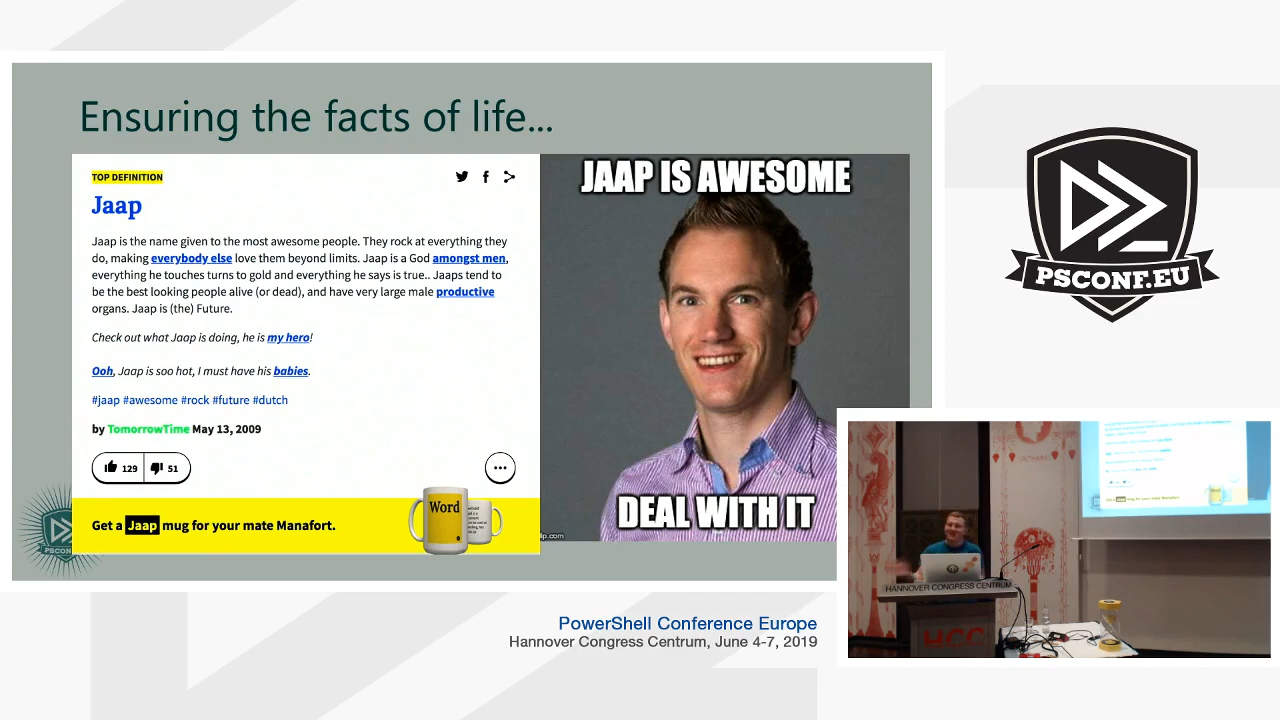 Ensuring the facts of life...
TOP DEFINITION
Jaap
Jaap is the name given to the most awesome people. They rock at everything they
do, making everybody else love them beyond limits. Jaap is a God amongst men,
everything he touches turns to gold and everything he says is true.. Jaaps tend to
be the best looking people alive (or dead), and have very large male productive
organs. Jaap is (the) Future.
Check out what Jaap is doing, he is my hero!
Ooh, Jaap is soo hot, I must have his babies.
#jaap #awesome #rock #future #dutch
by TomorrowTime May 13, 2009
129 51
Get a Jaap mug for your mate Manafort.
Word
JAAP IS AWESOME
DEAL WITH IT
PSCONF.EU
PSCONF
HANNOVER CONGRESS CENTRUM
HCC
PowerShell Conference Europe
Hannover Congress Centrum, June 4-7, 2019